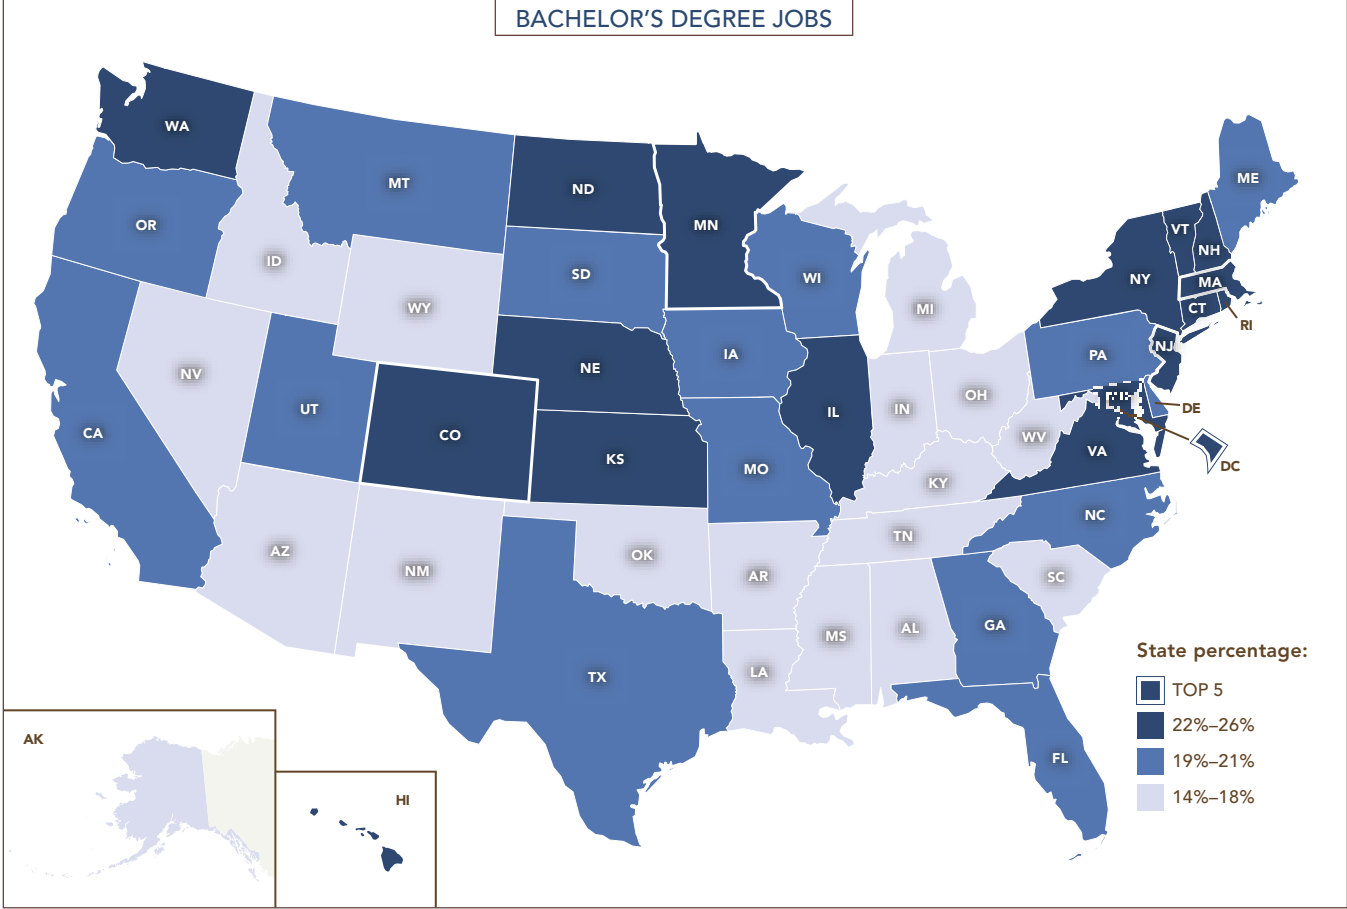 BACHELOR'S DEGREE JOBS
WA
MT
ND
MN
ME
OR
ID
SD
WI
VT
NH
NY
MA
WY
MI
CT
RI
NV
NE
IA
PA
NJ
UT
CO
IL
IN
OH
DE
CA
KS
MO
WV
VA
DC
KY
NC
AZ
NM
OK
AR
TN
SC
MS
AL
GA
TX
LA
FL
State percentage:
TOP 5
22%–26%
19%–21%
14%–18%
AK
HI